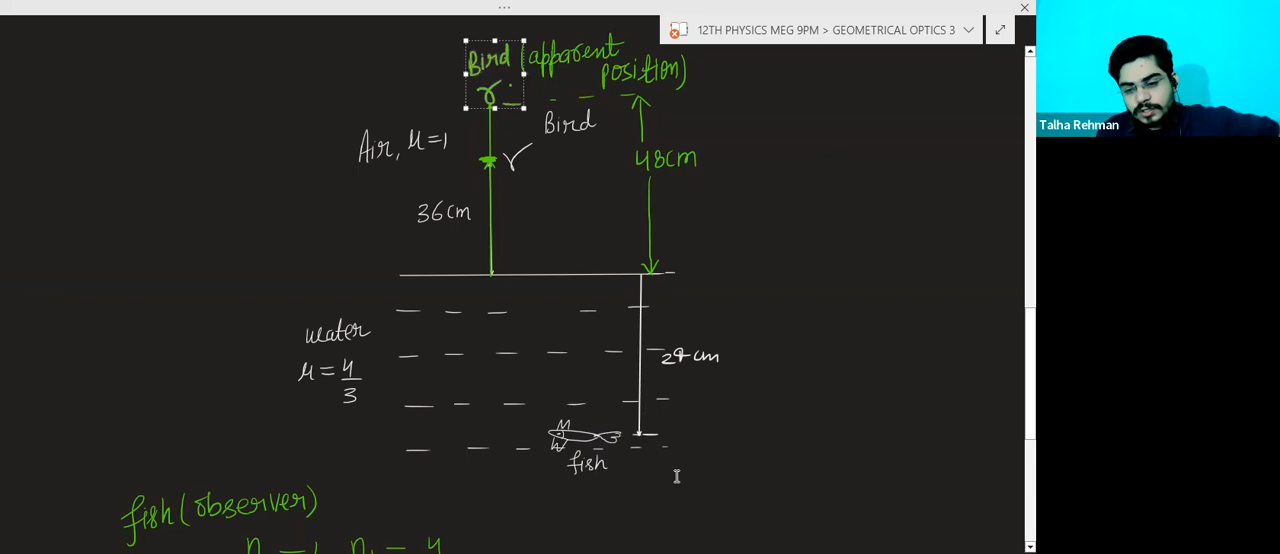 12TH PHYSICS MEG 9PM > GEOMETRICAL OPTICS 3
Bird (apparent
position)
Bird
Air, μ=1
48cm
36cm
Talha Rehman
water
μ = 4/3
cm
fish
fish (observer)